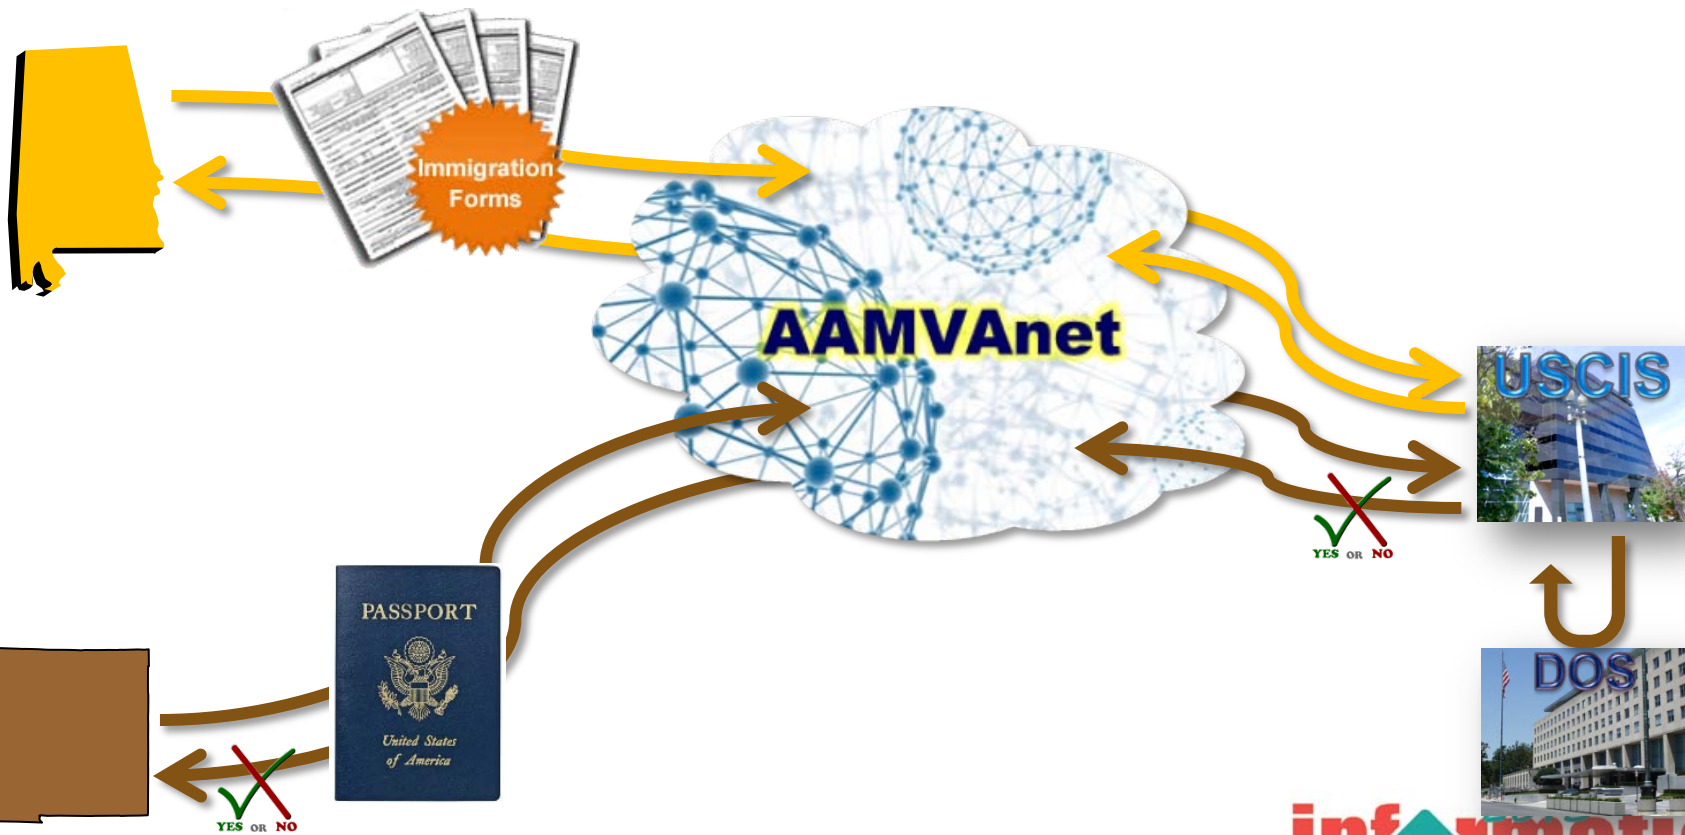 Immigration
Forms
AAMVAnet
USCIS
YES OR NO
PASSPORT
United States
of America
DOS
YES OR NO